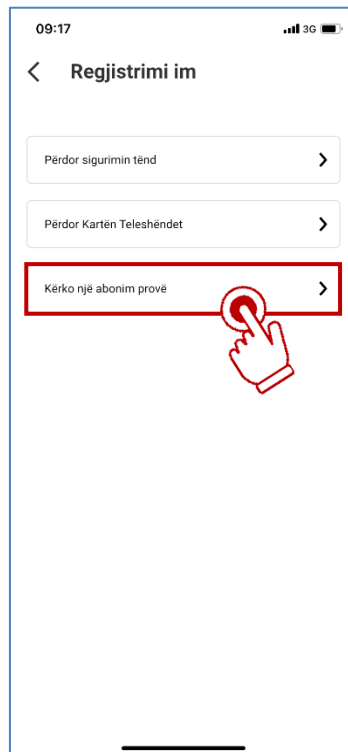 09:17
3G
Regjistrimi im
Përdor sigurimin tënd
Përdor Kartën Teleshëndet
Kërko një abonim provë